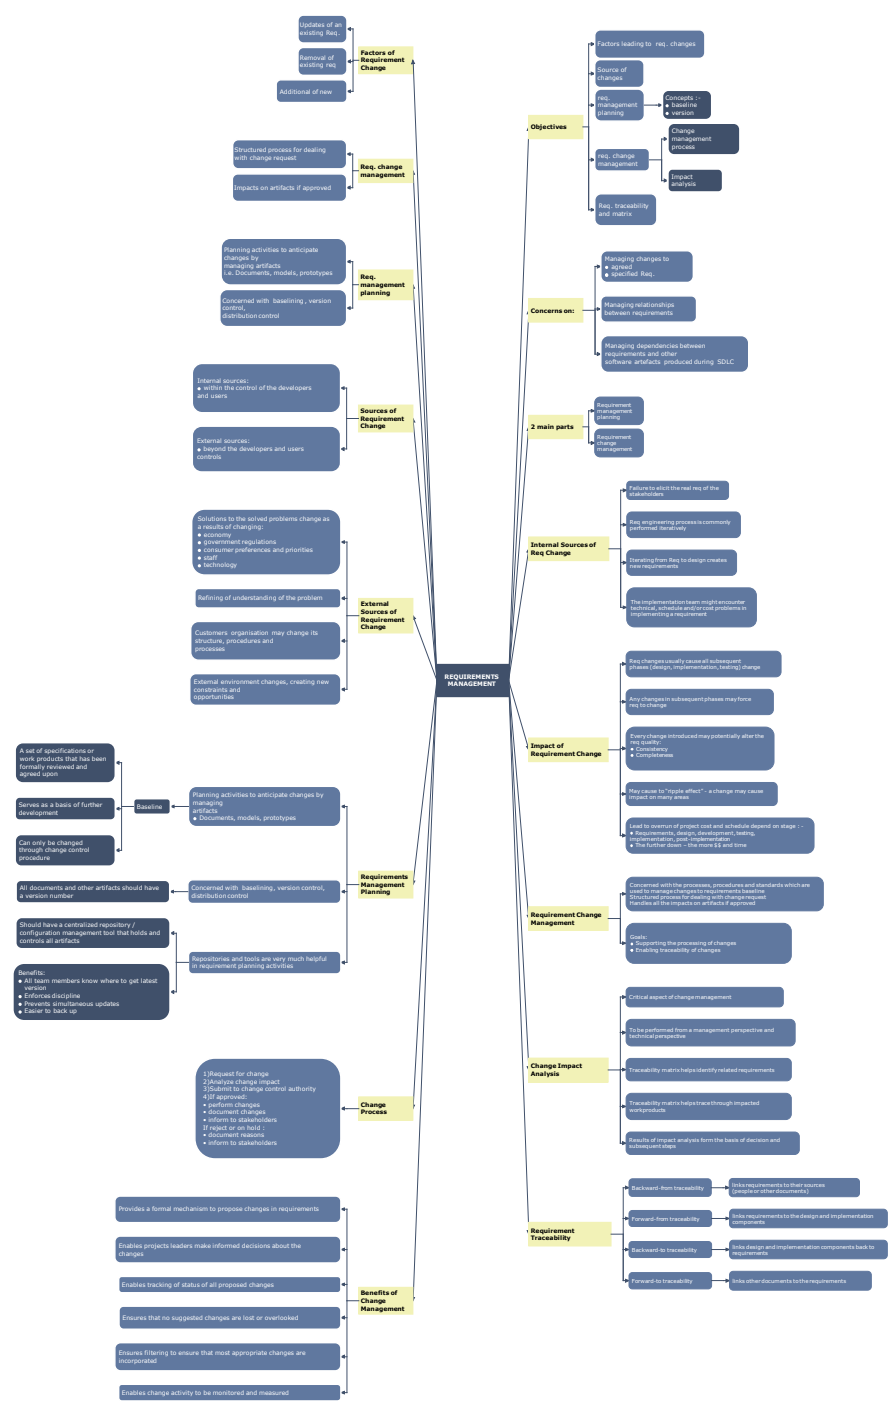 REQUIREMENTS
MANAGEMENT
Factors of
Requirement
Change
Updates of an
existing Req.
Removal of
existing req
Additional of new
Req. change
management
Structured process for dealing
with change request
Impacts on artifacts if approved
Req.
management
planning
Planning activities to anticipate
changes by
managing artifacts
i.e. Documents, models, prototypes
Concerned with baselining , version
control,
distribution control
Sources of
Requirement
Change
Internal sources:
● within the control of the developers
and users
External sources:
● beyond the developers and users
controls
External
Sources of
Requirement
Change
Solutions to the solved problems change as
a results of changing:
● economy
● government regulations
● consumer preferences and priorities
● staff
● technology
Refining of understanding of the problem
Customers organisation may change its
structure, procedures and
processes
External environment changes, creating new
constraints and
opportunities
Requirements
Management
Planning
Planning activities to anticipate changes by
managing
artifacts
● Documents, models, prototypes
Baseline
A set of specifications or
work products that has been
formally reviewed and
agreed upon
Serves as a basis of further
development
Can only be changed
through change control
procedure
Concerned with baselining, version control,
distribution control
All documents and other artifacts should have
a version number
Repositories and tools are very much helpful
in requirement planning activities
Should have a centralized repository /
configuration management tool that holds and
controls all artifacts
Benefits:
● All team members know where to get latest
version
● Enforces discipline
● Prevents simultaneous updates
● Easier to back up
Change
Process
1)Request for change
2)Analyze change impact
3)Submit to change control authority
4)If approved:
• perform changes
• document changes
• inform to stakeholders
If reject or on hold :
• document reasons
• inform to stakeholders
Benefits of
Change
Management
Provides a formal mechanism to propose changes in requirements
Enables projects leaders make informed decisions about the
changes
Enables tracking of status of all proposed changes
Ensures that no suggested changes are lost or overlooked
Ensures filtering to ensure that most appropriate changes are
incorporated
Enables change activity to be monitored and measured
Objectives
Factors leading to req. changes
Source of
changes
req.
management
planning
Concepts : -
● baseline
● version
req. change
management
Change
management
process
Impact
analysis
Req. traceability
and matrix
Concerns on:
Managing changes to
● agreed
● specified Req.
Managing relationships
between requirements
Managing dependencies between
requirements and other
software artefacts produced during SDLC
2 main parts
Requirement
management
planning
Requirement
change
management
Internal Sources of
Req Change
Failure to elicit the real req of the
stakeholders
Req engineering process is commonly
performed iteratively
Iterating from Req to design creates
new requirements
The implementation team might encounter
technical, schedule and/or cost problems in
implementing a requirement
Impact of
Requirement Change
Req changes usually cause all subsequent
phases (design, implementation, testing) change
Any changes in subsequent phases may force
req to change
Every change introduced may potentially alter the
req quality:
● Consistency
● Completeness
May cause to "ripple effect" - a change may cause
impact on many areas
Lead to overrun of project cost and schedule depend on stage : -
● Requirements, design, development, testing,
implementation, post-implementation
● The further down – the more $$ and time
Requirement Change
Management
Concerned with the processes, procedures and standards which are
used to manage changes to requirements baseline
Structured process for dealing with change request
Handles all the impacts on artifacts if approved
Goals:
● Supporting the processing of changes
● Enabling traceability of changes
Change Impact
Analysis
Critical aspect of change management
To be performed from a management perspective and
technical perspective
Traceability matrix helps identify related requirements
Traceability matrix helps trace through impacted
workproducts
Results of impact analysis form the basis of decision and
subsequent steps
Requirement
Traceability
Backward-from traceability
links requirements to their sources
(people or other documents)
Forward-from traceability
links requirements to the design and implementation
components
Backward-to traceability
links design and implementation components back to
requirements
Forward-to traceability
links other documents to the requirements